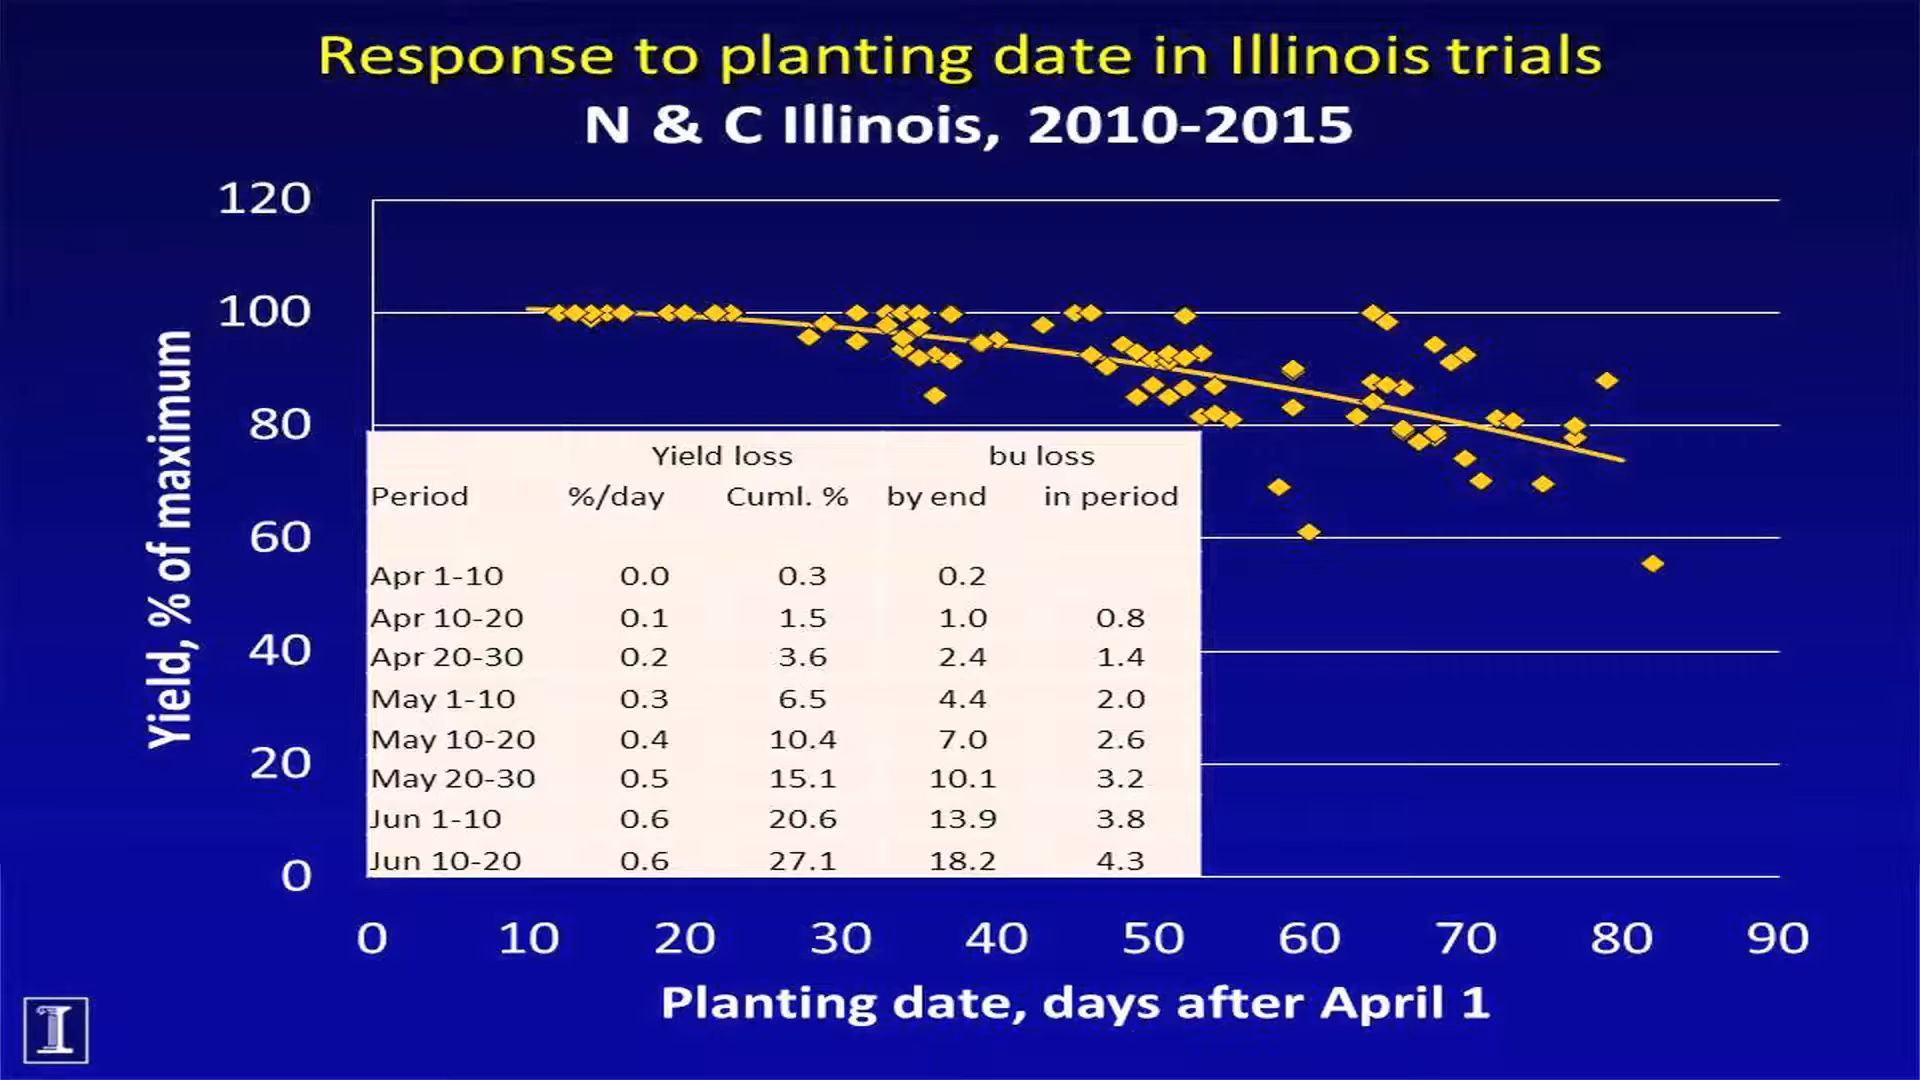 Response to planting date in Illinois trials
N & C Illinois, 2010-2015
120
100
80
60
40
20
0
Yield, % of maximum
Yield loss bu loss
Period %/day Cuml. % by end in period
Apr 1-10 0.0 0.3 0.2
Apr 10-20 0.1 1.5 1.0 0.8
Apr 20-30 0.2 3.6 2.4 1.4
May 1-10 0.3 6.5 4.4 2.0
May 10-20 0.4 10.4 7.0 2.6
May 20-30 0.5 15.1 10.1 3.2
Jun 1-10 0.6 20.6 13.9 3.8
Jun 10-20 0.6 27.1 18.2 4.3
0 10 20 30 40 50 60 70 80 90
Planting date, days after April 1
I